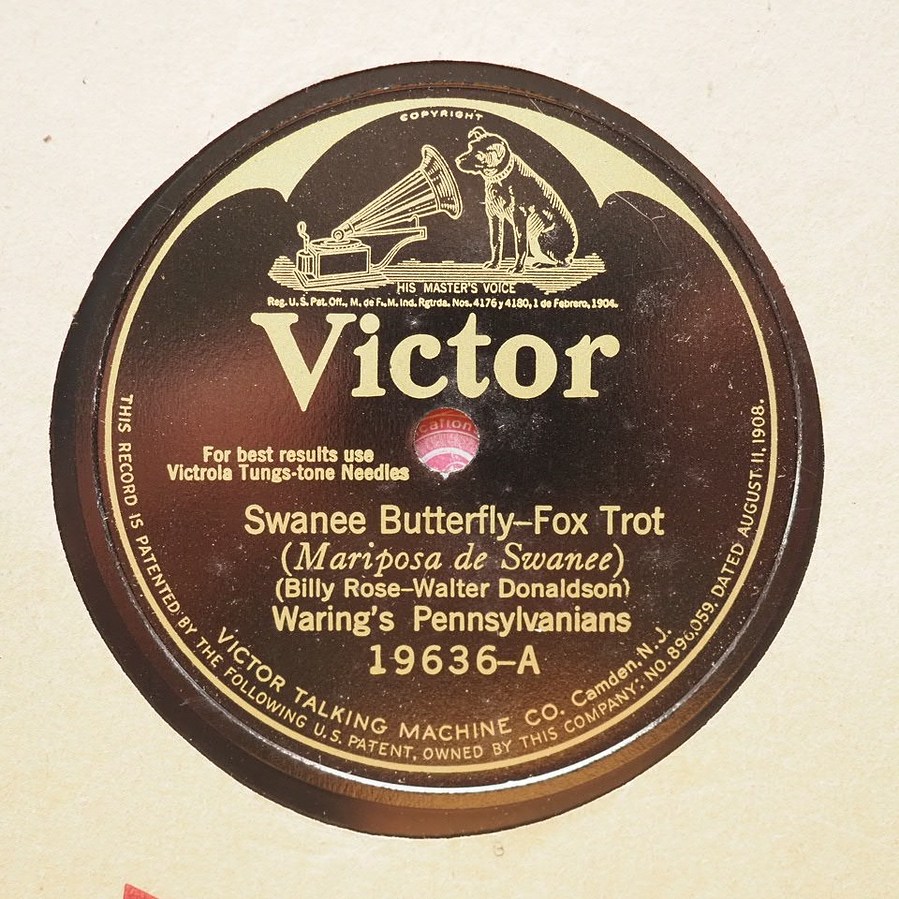 COPYRIGHT
HIS MASTER'S VOICE
Reg. U.S. Pat. Off., M. de F., M. Ind. Rgtrda. Nos. 4176 y 4180, 1 de Febrero, 1904.
Victor
cations
For best results use
Victrola Tungs-tone Needles
Swanee Butterfly–Fox Trot
(Mariposa de Swanee)
(Billy Rose–Walter Donaldson)
Waring's Pennsylvanians
19636–A
VICTOR TALKING MACHINE CO. Camden, N. J.
THIS RECORD IS PATENTED BY THE FOLLOWING U.S. PATENT, OWNED BY THIS COMPANY: NO. 896,059. DATED AUGUST 11, 1908.